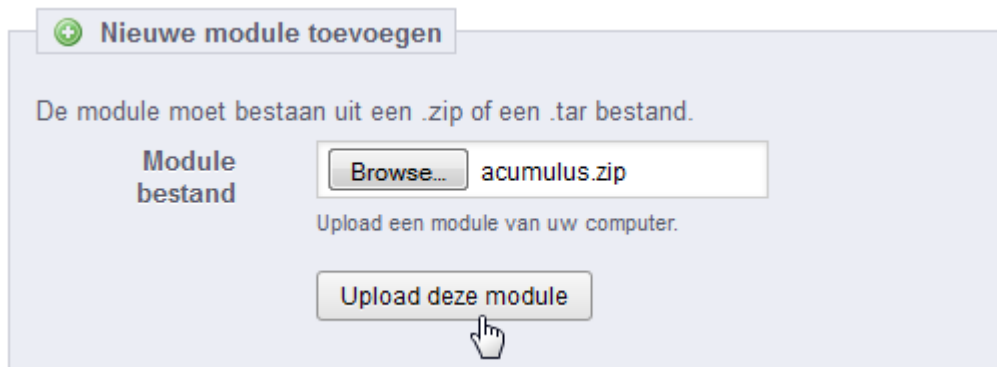 Nieuwe module toevoegen
De module moet bestaan uit een .zip of een .tar bestand.
Module
bestand
Browse... acumulus.zip
Upload een module van uw computer.
Upload deze module